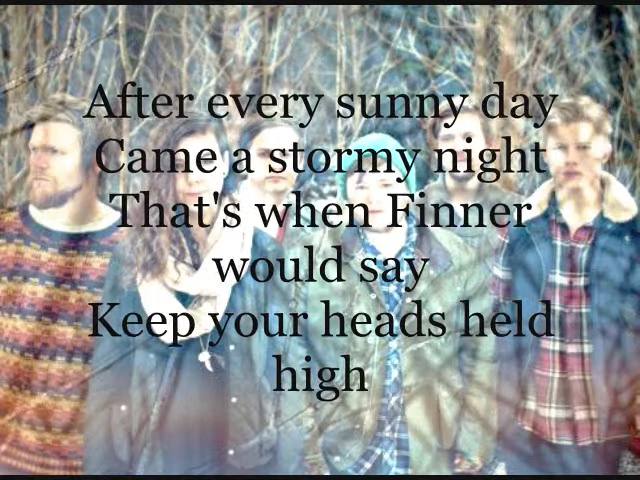 After every sunny day
Came a stormy night
That's when Finner
would say
Keep your heads held
high